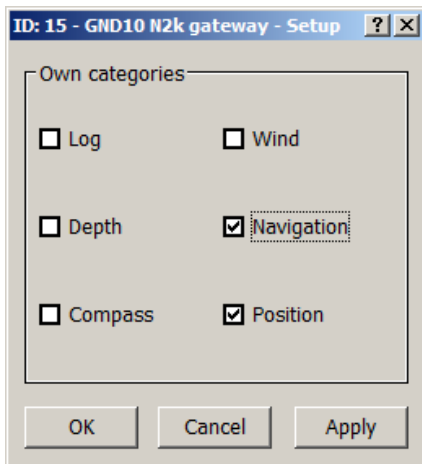 ID: 15 - GND10 N2k gateway - Setup
Own categories
Log Wind
Depth Navigation
Compass Position
OK Cancel Apply